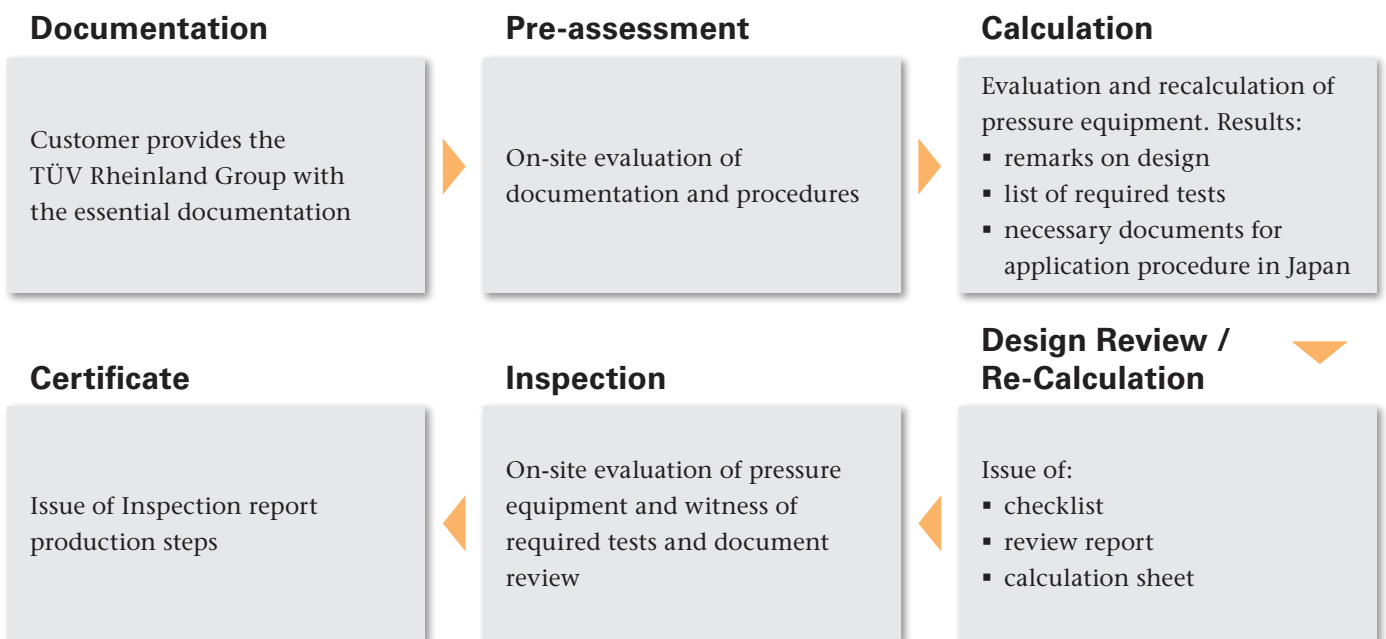 Documentation
Customer provides the
TÜV Rheinland Group with
the essential documentation
Pre-assessment
On-site evaluation of
documentation and procedures
Calculation
Evaluation and recalculation of
pressure equipment. Results:
▪ remarks on design
▪ list of required tests
▪ necessary documents for
application procedure in Japan
Design Review /
Re-Calculation
Issue of:
▪ checklist
▪ review report
▪ calculation sheet
Inspection
On-site evaluation of pressure
equipment and witness of
required tests and document
review
Certificate
Issue of Inspection report
production steps